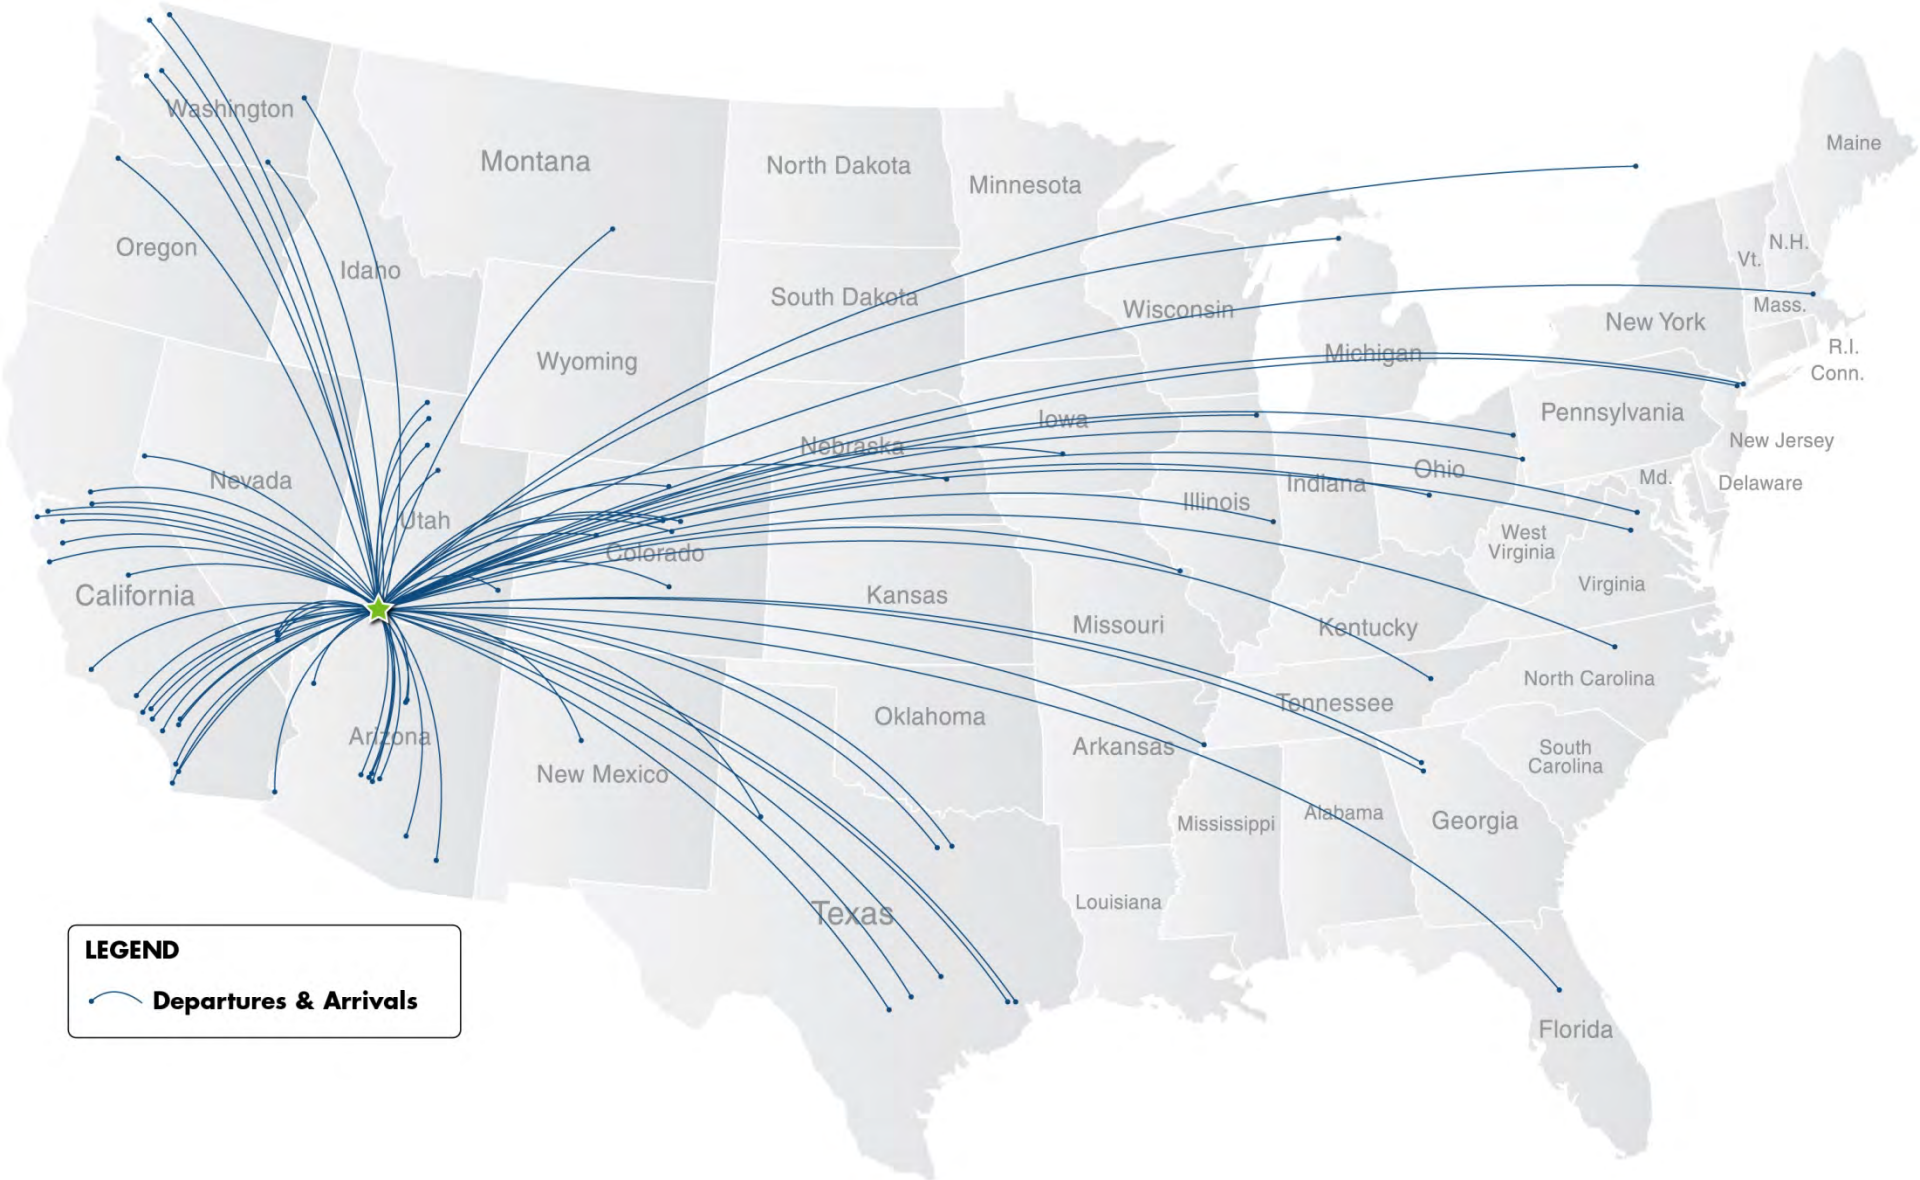 Washington
Montana
North Dakota
Minnesota
Maine
Oregon
Idaho
N.H.
Vt.
South Dakota
Wisconsin
Mass.
New York
Wyoming
Michigan
R.I.
Conn.
Iowa
Pennsylvania
Nebraska
New Jersey
Nevada
Ohio
Md.
Delaware
Indiana
Illinois
Utah
Colorado
West
Virginia
Virginia
California
Kansas
Missouri
Kentucky
North Carolina
Tennessee
Oklahoma
Arizona
Arkansas
South
Carolina
New Mexico
Mississippi
Alabama
Georgia
Louisiana
Texas
Florida
LEGEND
Departures & Arrivals